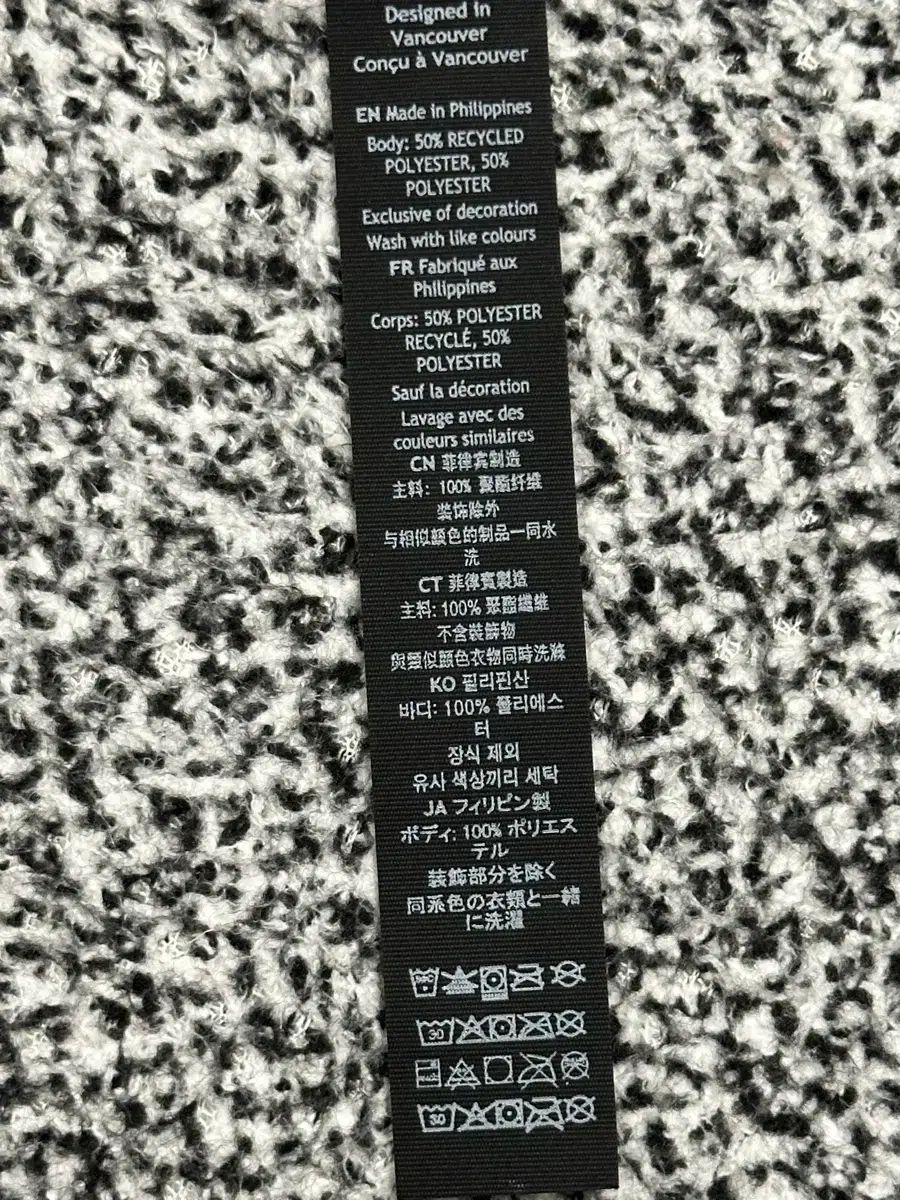 Designed in
Vancouver
Conçu à Vancouver
EN Made in Philippines
Body: 50% RECYCLED
POLYESTER, 50%
POLYESTER
Exclusive of decoration
Wash with like colours
FR Fabriqué aux
Philippines
Corps: 50% POLYESTER
RECYCLÉ, 50%
POLYESTER
Sauf la décoration
Lavage avec des
couleurs similaires
CN 菲律宾制造
主料: 100% 聚酯纤维
装饰除外
与相似颜色的制品一同水
洗
CT 菲律賓製造
主料: 100% 聚酯纖維
不含裝飾物
與類似顏色衣物同時洗滌
KO 필리핀산
바디: 100% 폴리에스
터
장식 제외
유사 색상끼리 세탁
JA フィリピン製
ボディ: 100% ポリエス
テル
装飾部分を除く
同系色の衣類と一緒
に洗濯
30
30